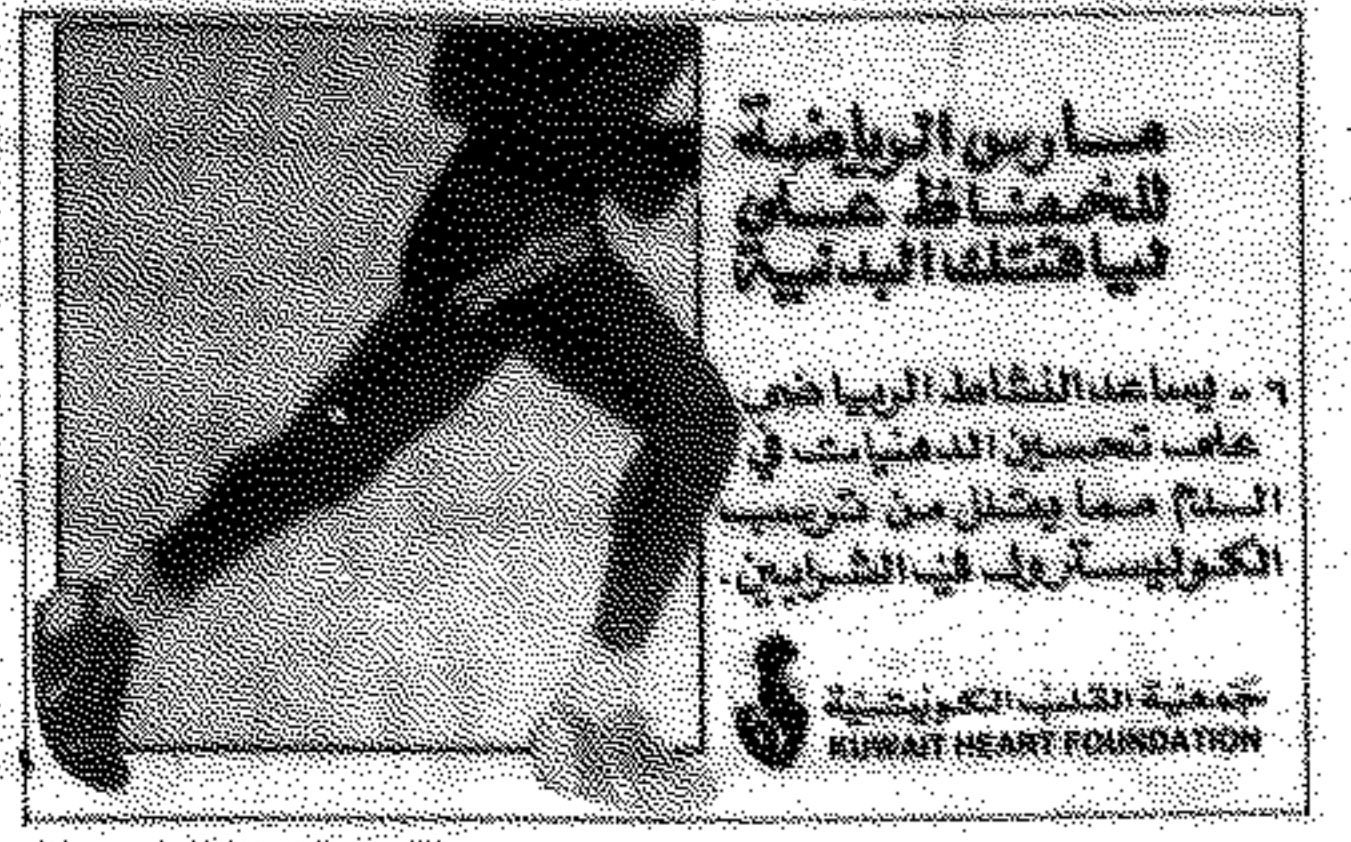 مارس الرياضة
للحفاظ على
لياقتك البدنية
٦ - يساعد النشاط الرياضي
على تحسين الدهنيات في
الدم مما يقلل من ترسب
الكوليسترول في الشرايين.
جمعية القلب الكويتية
KUWAIT HEART FOUNDATION